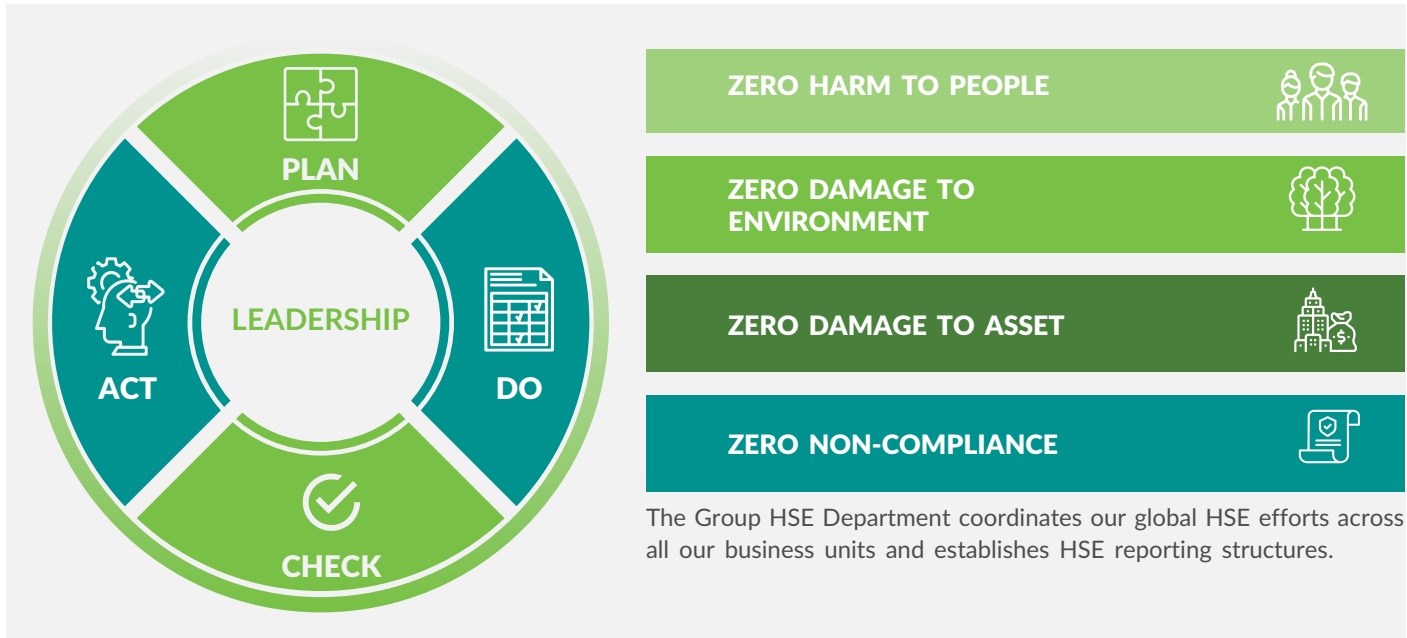 PLAN
DO
CHECK
ACT
LEADERSHIP
ZERO HARM TO PEOPLE
ZERO DAMAGE TO
ENVIRONMENT
ZERO DAMAGE TO ASSET
ZERO NON-COMPLIANCE
The Group HSE Department coordinates our global HSE efforts across
all our business units and establishes HSE reporting structures.